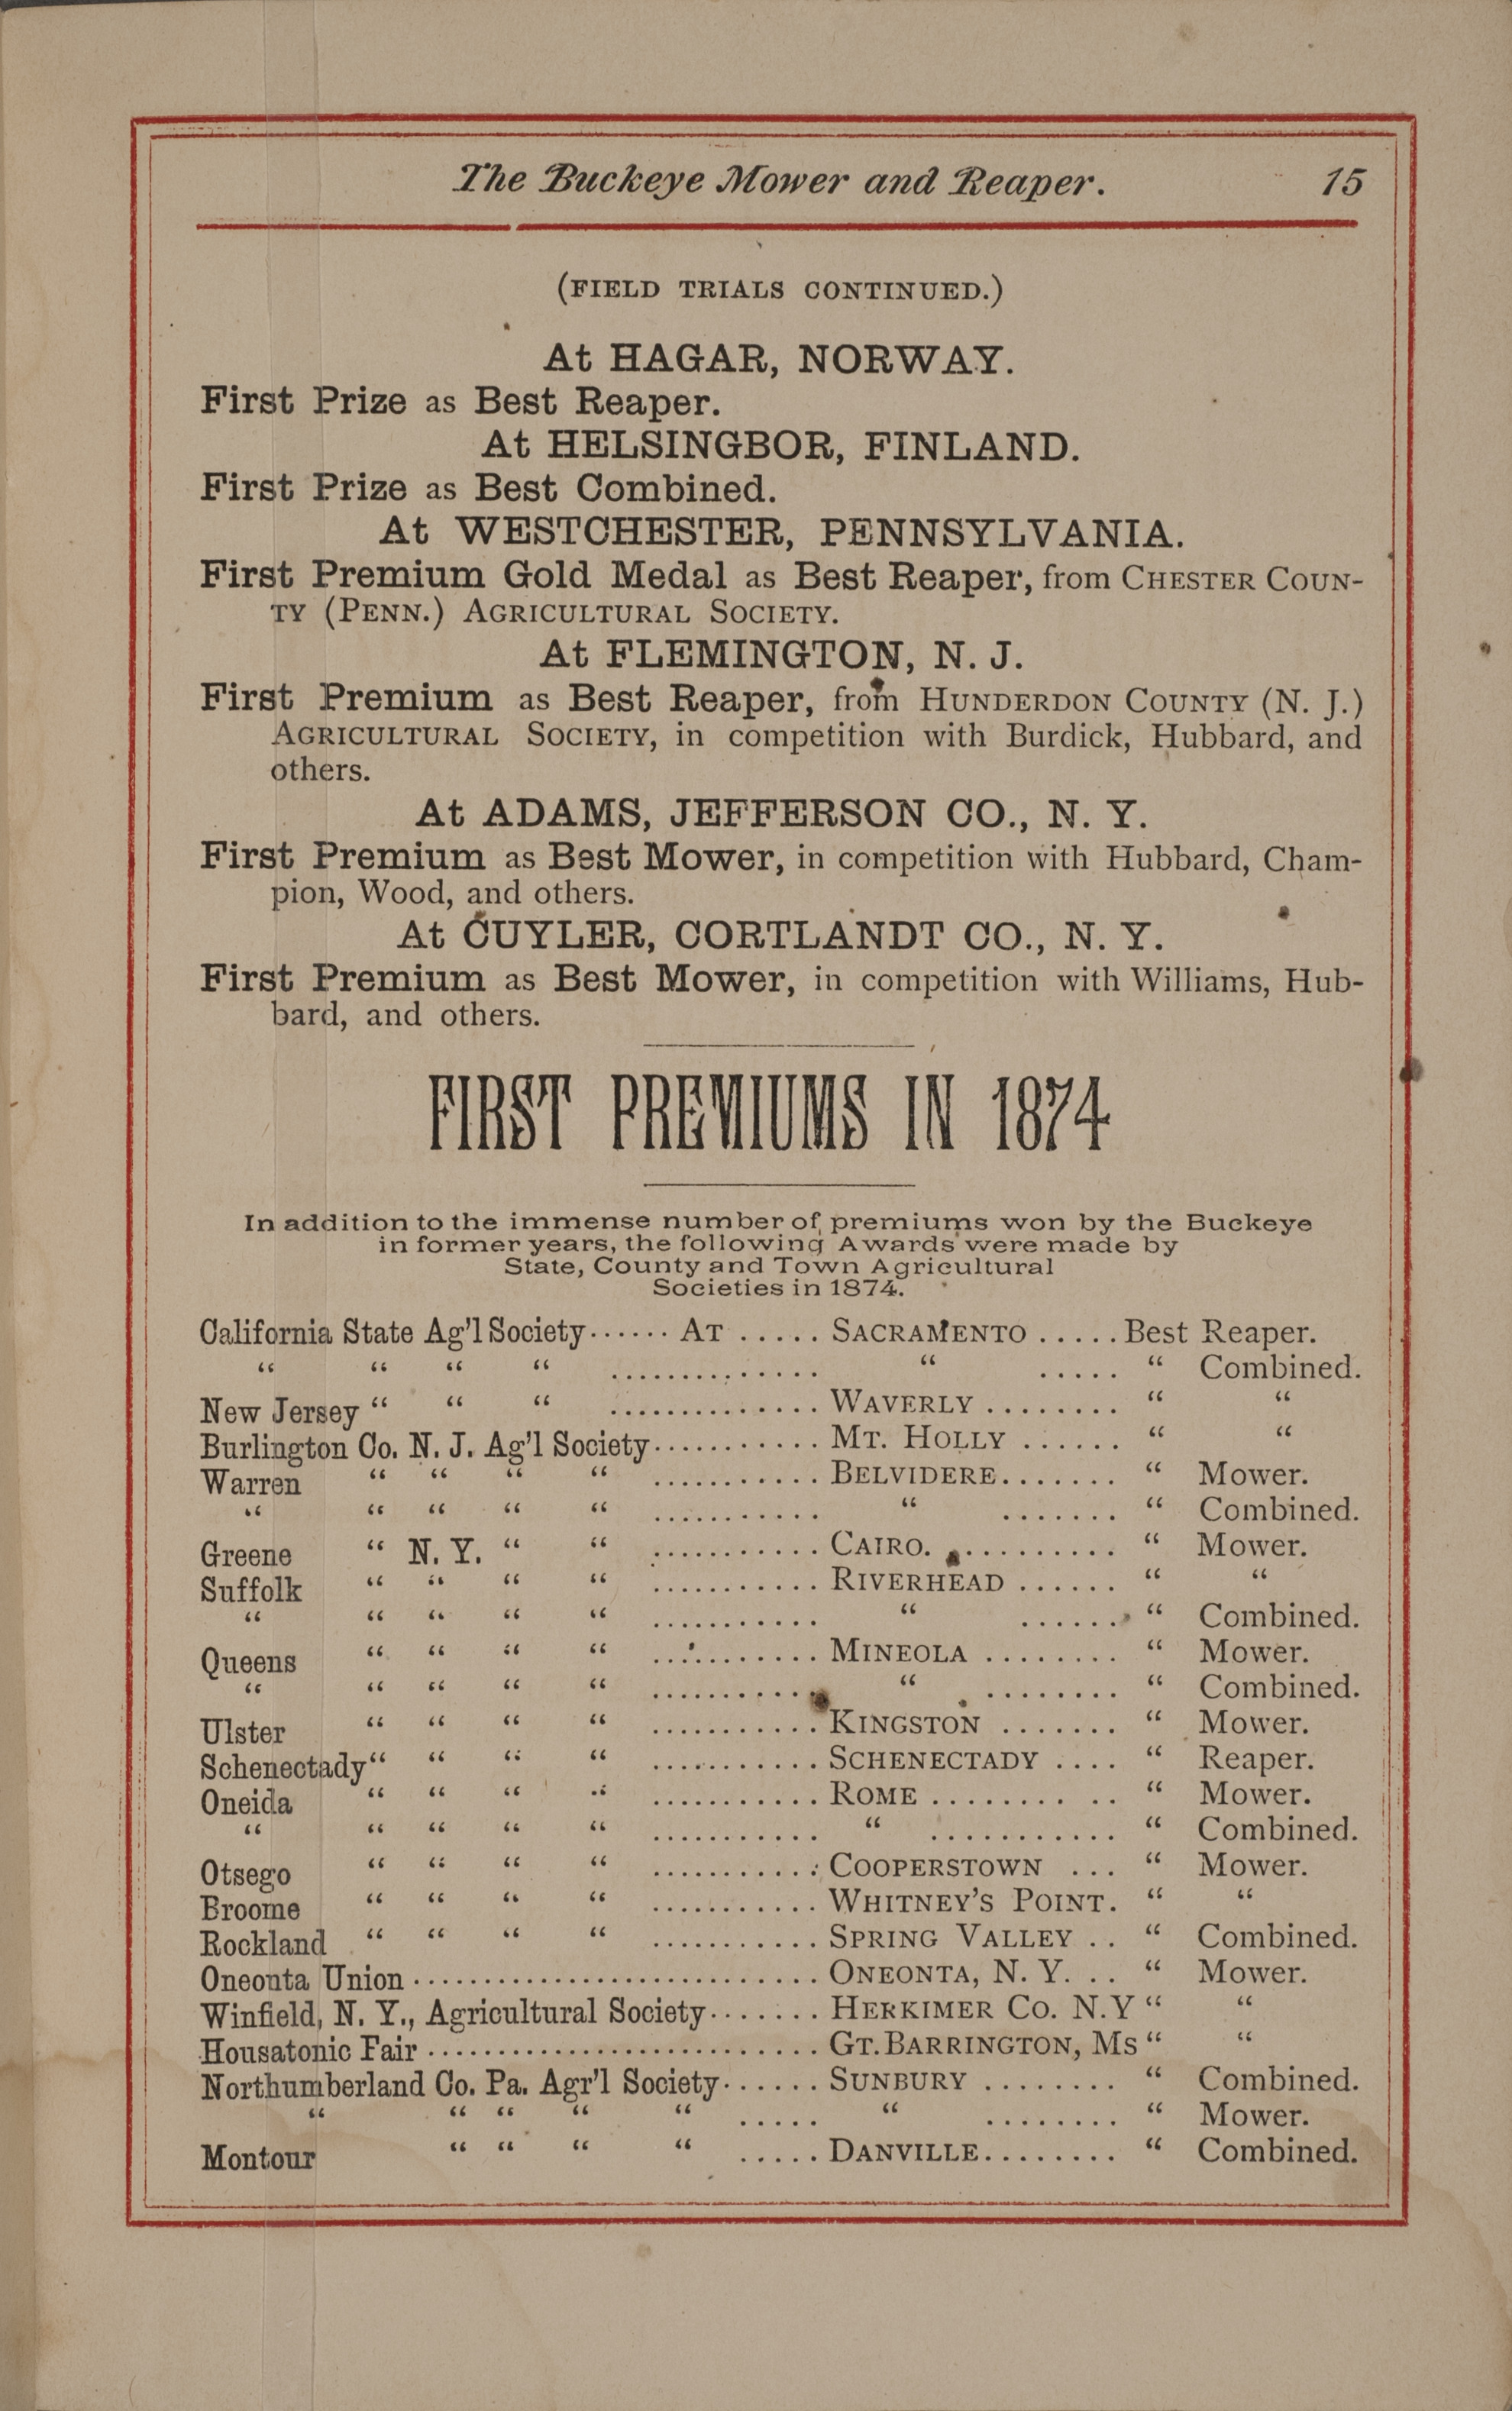 The Buckeye Mower and Reaper. 15
(FIELD TRIALS CONTINUED.)
At HAGAR, NORWAY.
First Prize as Best Reaper.
At HELSINGBOR, FINLAND.
First Prize as Best Combined.
At WESTCHESTER, PENNSYLVANIA.
First Premium Gold Medal as Best Reaper, from CHESTER COUN-
TY (PENN.) AGRICULTURAL SOCIETY.
At FLEMINGTON, N. J.
First Premium as Best Reaper, from HUNDERDON COUNTY (N. J.)
AGRICULTURAL SOCIETY, in competition with Burdick, Hubbard, and
others.
At ADAMS, JEFFERSON CO., N. Y.
First Premium as Best Mower, in competition with Hubbard, Cham-
pion, Wood, and others.
At CUYLER, CORTLANDT CO., N. Y.
First Premium as Best Mower, in competition with Williams, Hub-
bard, and others.
FIRST PREMIUMS IN 1874
In addition to the immense number of premiums won by the Buckeye
in former years, the following Awards were made by
State, County and Town Agricultural
Societies in 1874.
California State Ag'l Society...... AT ..... SACRAMENTO ..... Best Reaper.
“ “ “ “ .............. “ ..... “ Combined.
New Jersey “ “ “ .............. WAVERLY ........ “ “
Burlington Co. N. J. Ag'l Society........... MT. HOLLY ...... “ “
Warren “ “ “ “ ........... BELVIDERE....... “ Mower.
“ “ “ “ “ ........... “ ....... “ Combined.
Greene “ N. Y. “ “ ........... CAIRO. .......... “ Mower.
Suffolk “ “ “ “ ........... RIVERHEAD ...... “ “
“ “ “ “ “ ........... “ ...... “ Combined.
Queens “ “ “ “ ........... MINEOLA ........ “ Mower.
“ “ “ “ “ ........... “ ........ “ Combined.
Ulster “ “ “ “ ........... KINGSTON ....... “ Mower.
Schenectady “ “ “ “ ........... SCHENECTADY .... “ Reaper.
Oneida “ “ “ “ ........... ROME ........ .. “ Mower.
“ “ “ “ “ ........... “ ........... “ Combined.
Otsego “ “ “ “ ........... COOPERSTOWN ... “ Mower.
Broome “ “ “ “ ........... WHITNEY'S POINT. “ “
Rockland “ “ “ “ ........... SPRING VALLEY .. “ Combined.
Oneonta Union ............................ ONEONTA, N. Y. .. “ Mower.
Winfield, N. Y., Agricultural Society........ HERKIMER CO. N.Y “ “
Housatonic Fair ........................... GT. BARRINGTON, MS “ “
Northumberland Co. Pa. Agr'l Society....... SUNBURY ........ “ Combined.
“ “ “ “ “ ..... “ ........ “ Mower.
Montour “ “ “ “ ..... DANVILLE........ “ Combined.